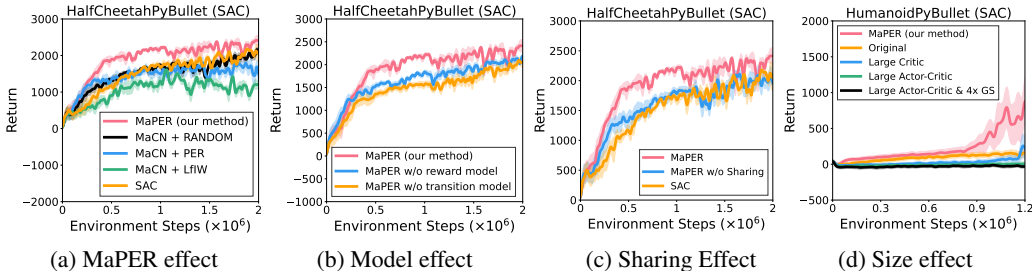 HalfCheetahPyBullet (SAC)
3000
2000
1000
0
−1000
−2000
Return
MaPER (our method)
MaCN + RANDOM
MaCN + PER
MaCN + LfIW
SAC
0
0.5
1
1.5
2
Environment Steps (×10⁶)
(a) MaPER effect
HalfCheetahPyBullet (SAC)
3000
2500
2000
1500
1000
500
0
−500
−1000
Return
MaPER (our method)
MaPER w/o reward model
MaPER w/o transition model
0
0.5
1
1.5
2
Environment Steps (×10⁶)
(b) Model effect
HalfCheetahPyBullet (SAC)
3000
2500
2000
1500
1000
500
0
Return
MaPER
MaPER w/o Sharing
SAC
0
0.5
1
1.5
2
Environment Steps (×10⁶)
(c) Sharing Effect
HumanoidPyBullet (SAC)
2000
1500
1000
500
0
−500
Return
MaPER (our method)
Original
Large Critic
Large Actor-Critic
Large Actor-Critic & 4x GS
0
0.3
0.6
0.9
1.2
Environment Steps (×10⁶)
(d) Size effect